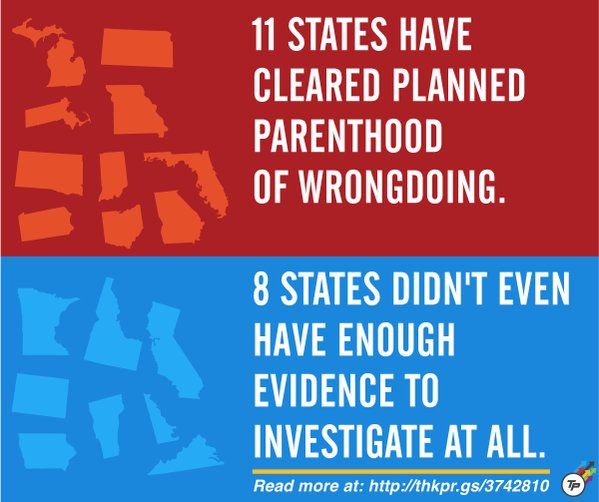 11 STATES HAVE
CLEARED PLANNED
PARENTHOOD
OF WRONGDOING.
8 STATES DIDN'T EVEN
HAVE ENOUGH
EVIDENCE TO
INVESTIGATE AT ALL.
Read more at: http://thkpr.gs/3742810
TP